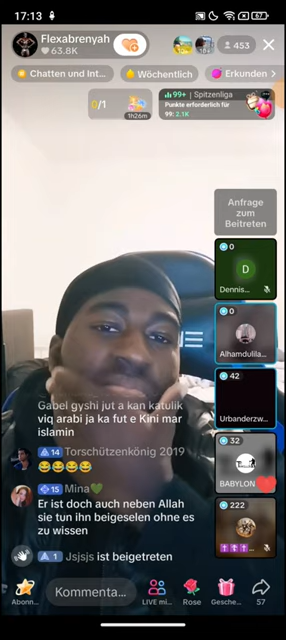 17:13
67
Flexabrenyah
63.8K
10+
453
Chatten und Int...
Wöchentlich
Erkunden
0/1
1h26m
99+ | Spitzenliga
Punkte erforderlich für
99: 2.1K
Anfrage
zum
Beitreten
0
D
Dennis...
0
Alhamdulila...
42
Urbanderzw...
32
BABYLON
222
Gabel gyshi jut a kan katulik
viq arabi ja ka fut e Kini mar
islamin
14 Torschützenkönig 2019
😂😂😂😂
15 Mina💚
Er ist doch auch neben Allah
sie tun ihn beigeselen ohne es
zu wissen
1 Jsjsjs ist beigetreten
Abonn...
Kommenta...
LIVE mi...
Rose
Gesche...
57